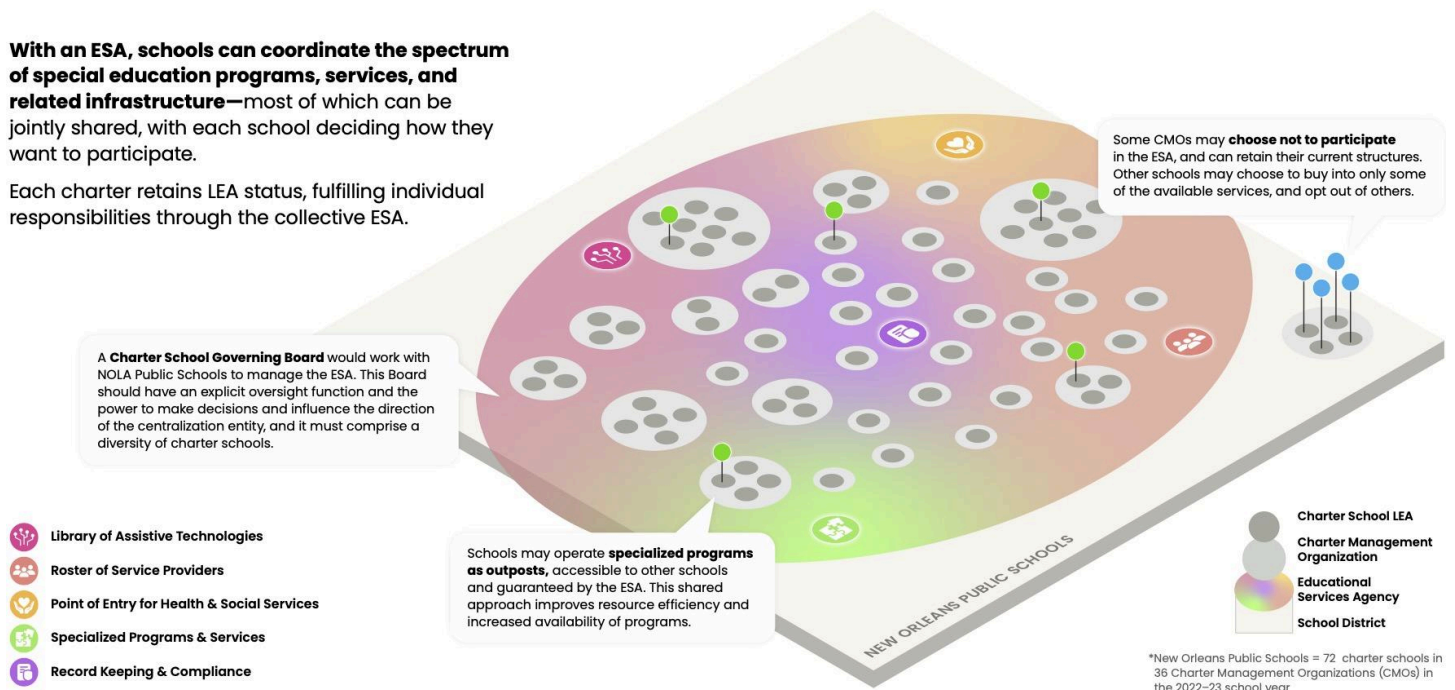 With an ESA, schools can coordinate the spectrum
of special education programs, services, and
related infrastructure—most of which can be
jointly shared, with each school deciding how they
want to participate.
Each charter retains LEA status, fulfilling individual
responsibilities through the collective ESA.
Some CMOs may choose not to participate
in the ESA, and can retain their current structures.
Other schools may choose to buy into only some
of the available services, and opt out of others.
A Charter School Governing Board would work with
NOLA Public Schools to manage the ESA. This Board
should have an explicit oversight function and the
power to make decisions and influence the direction
of the centralization entity, and it must comprise a
diversity of charter schools.
Schools may operate specialized programs
as outposts, accessible to other schools
and guaranteed by the ESA. This shared
approach improves resource efficiency and
increased availability of programs.
NEW ORLEANS PUBLIC SCHOOLS
Library of Assistive Technologies
Roster of Service Providers
Point of Entry for Health & Social Services
Specialized Programs & Services
Record Keeping & Compliance
Charter School LEA
Charter Management
Organization
Educational
Services Agency
School District
*New Orleans Public Schools = 72 charter schools in
36 Charter Management Organizations (CMOs) in
the 2022–23 school year